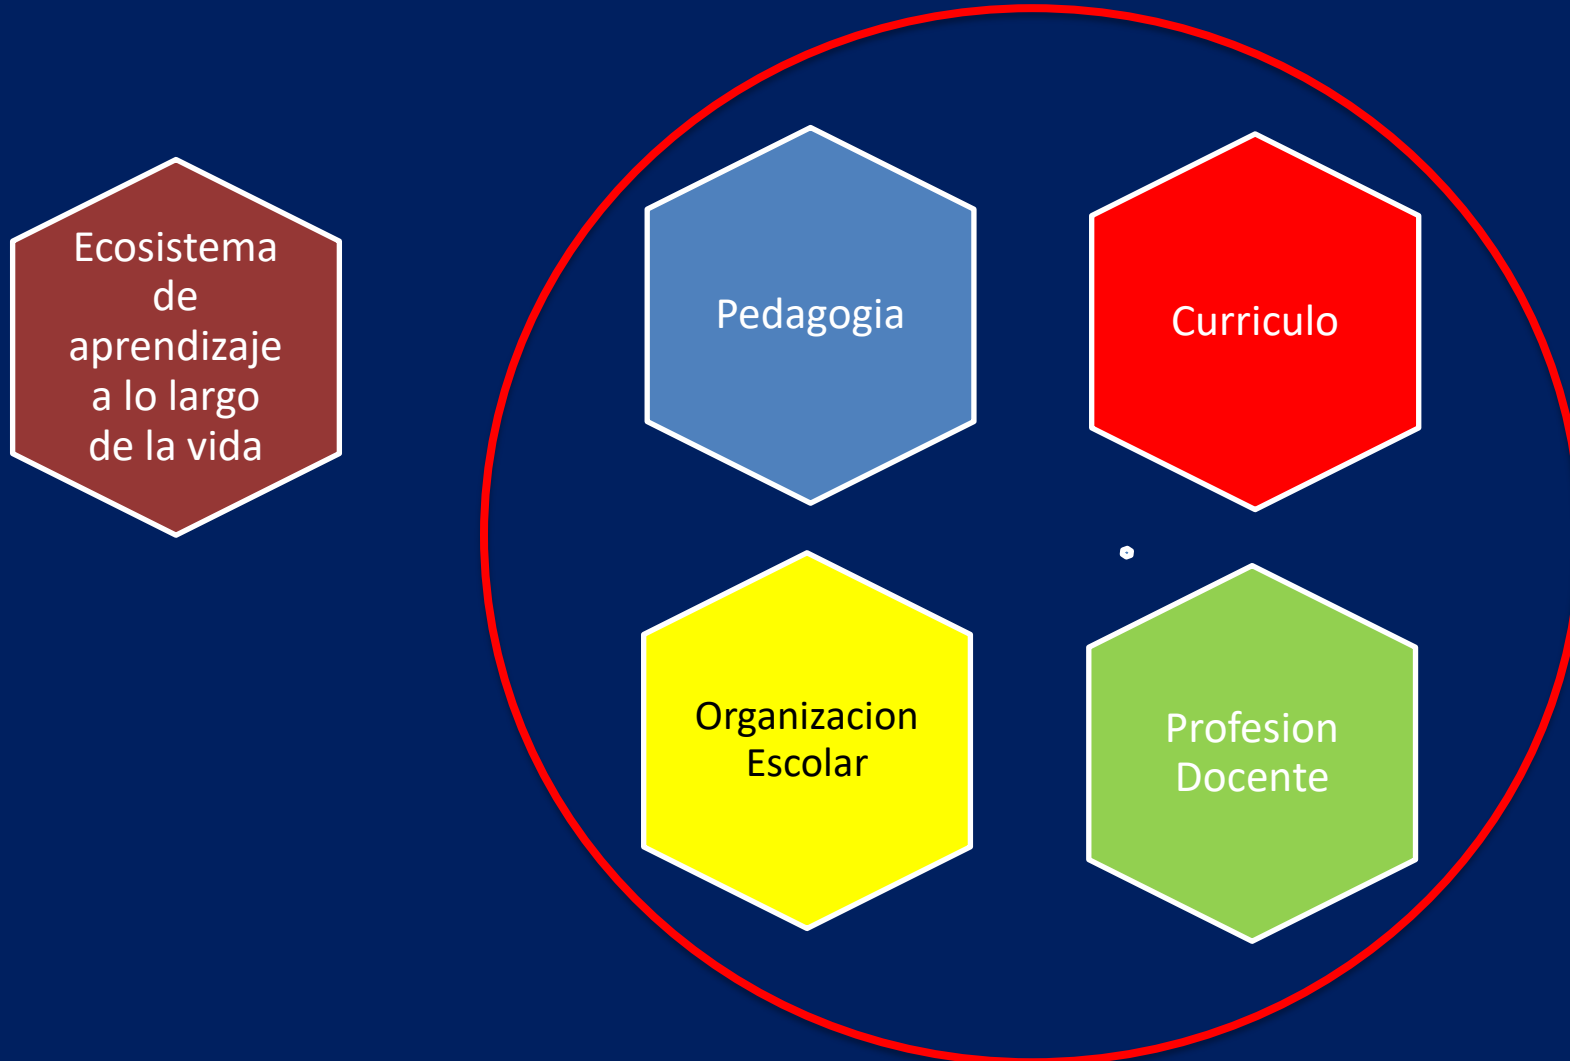 Ecosistema
de
aprendizaje
a lo largo
de la vida
Pedagogia
Curriculo
Organizacion
Escolar
Profesion
Docente